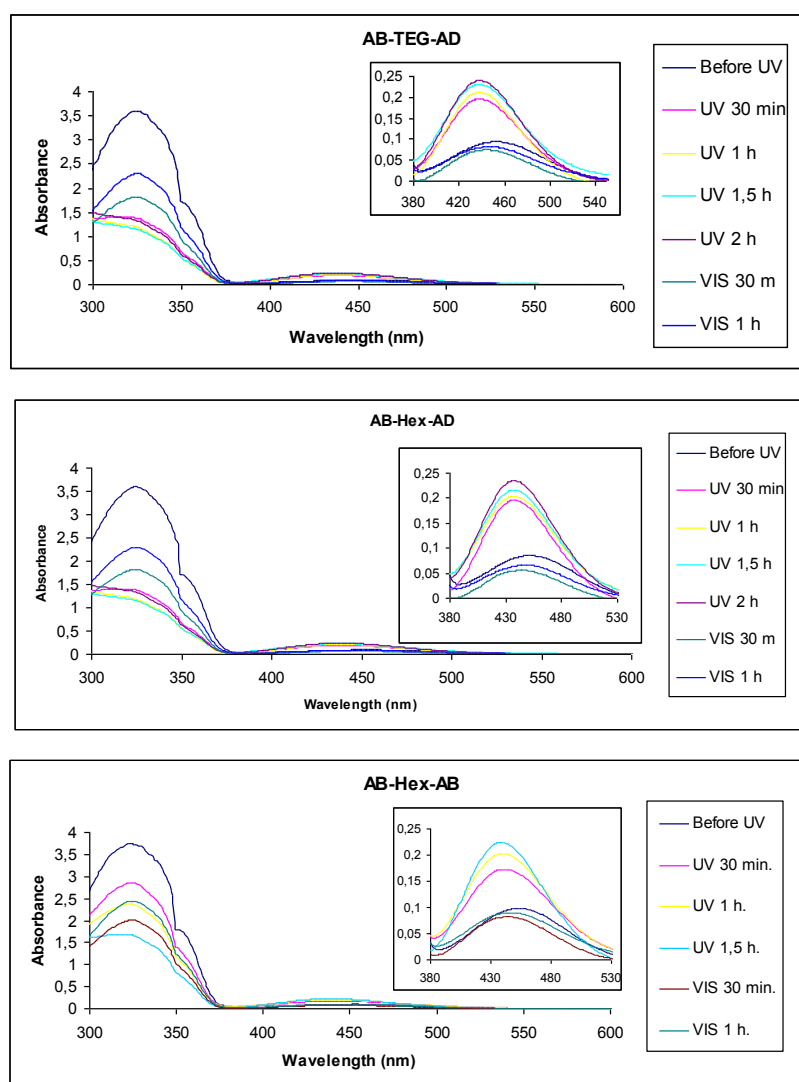 AB-TEG-AD
Absorbance
4
3,5
3
2,5
2
1,5
1
0,5
0
300 350 400 450 500 550 600
Wavelength (nm)
0,25
0,2
0,15
0,1
0,05
0
380 420 460 500 540
Before UV
UV 30 min
UV 1 h
UV 1,5 h
UV 2 h
VIS 30 m
VIS 1 h
AB-Hex-AD
Absorbance
4
3,5
3
2,5
2
1,5
1
0,5
0
300 350 400 450 500 550 600
Wavelength (nm)
0,25
0,2
0,15
0,1
0,05
0
380 430 480 530
Before UV
UV 30 min
UV 1 h
UV 1,5 h
UV 2 h
VIS 30 m
VIS 1 h
AB-Hex-AB
Absorbance
4
3,5
3
2,5
2
1,5
1
0,5
0
300 350 400 450 500 550 600
Wavelength (nm)
0,25
0,2
0,15
0,1
0,05
0
380 430 480 530
Before UV
UV 30 min.
UV 1 h.
UV 1,5 h.
VIS 30 min.
VIS 1 h.